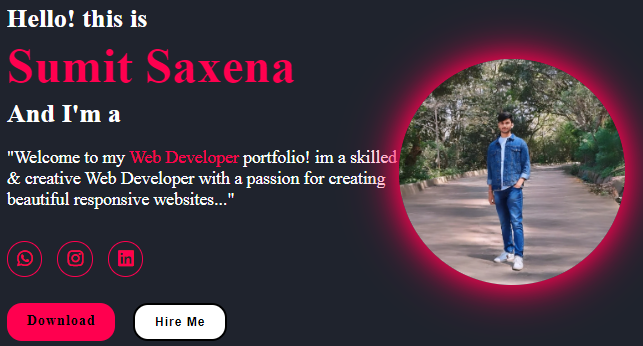 Hello! this is
Sumit Saxena
And I'm a
"Welcome to my Web Developer portfolio! im a skilled
& creative Web Developer with a passion for creating
beautiful responsive websites..."
Download
Hire Me